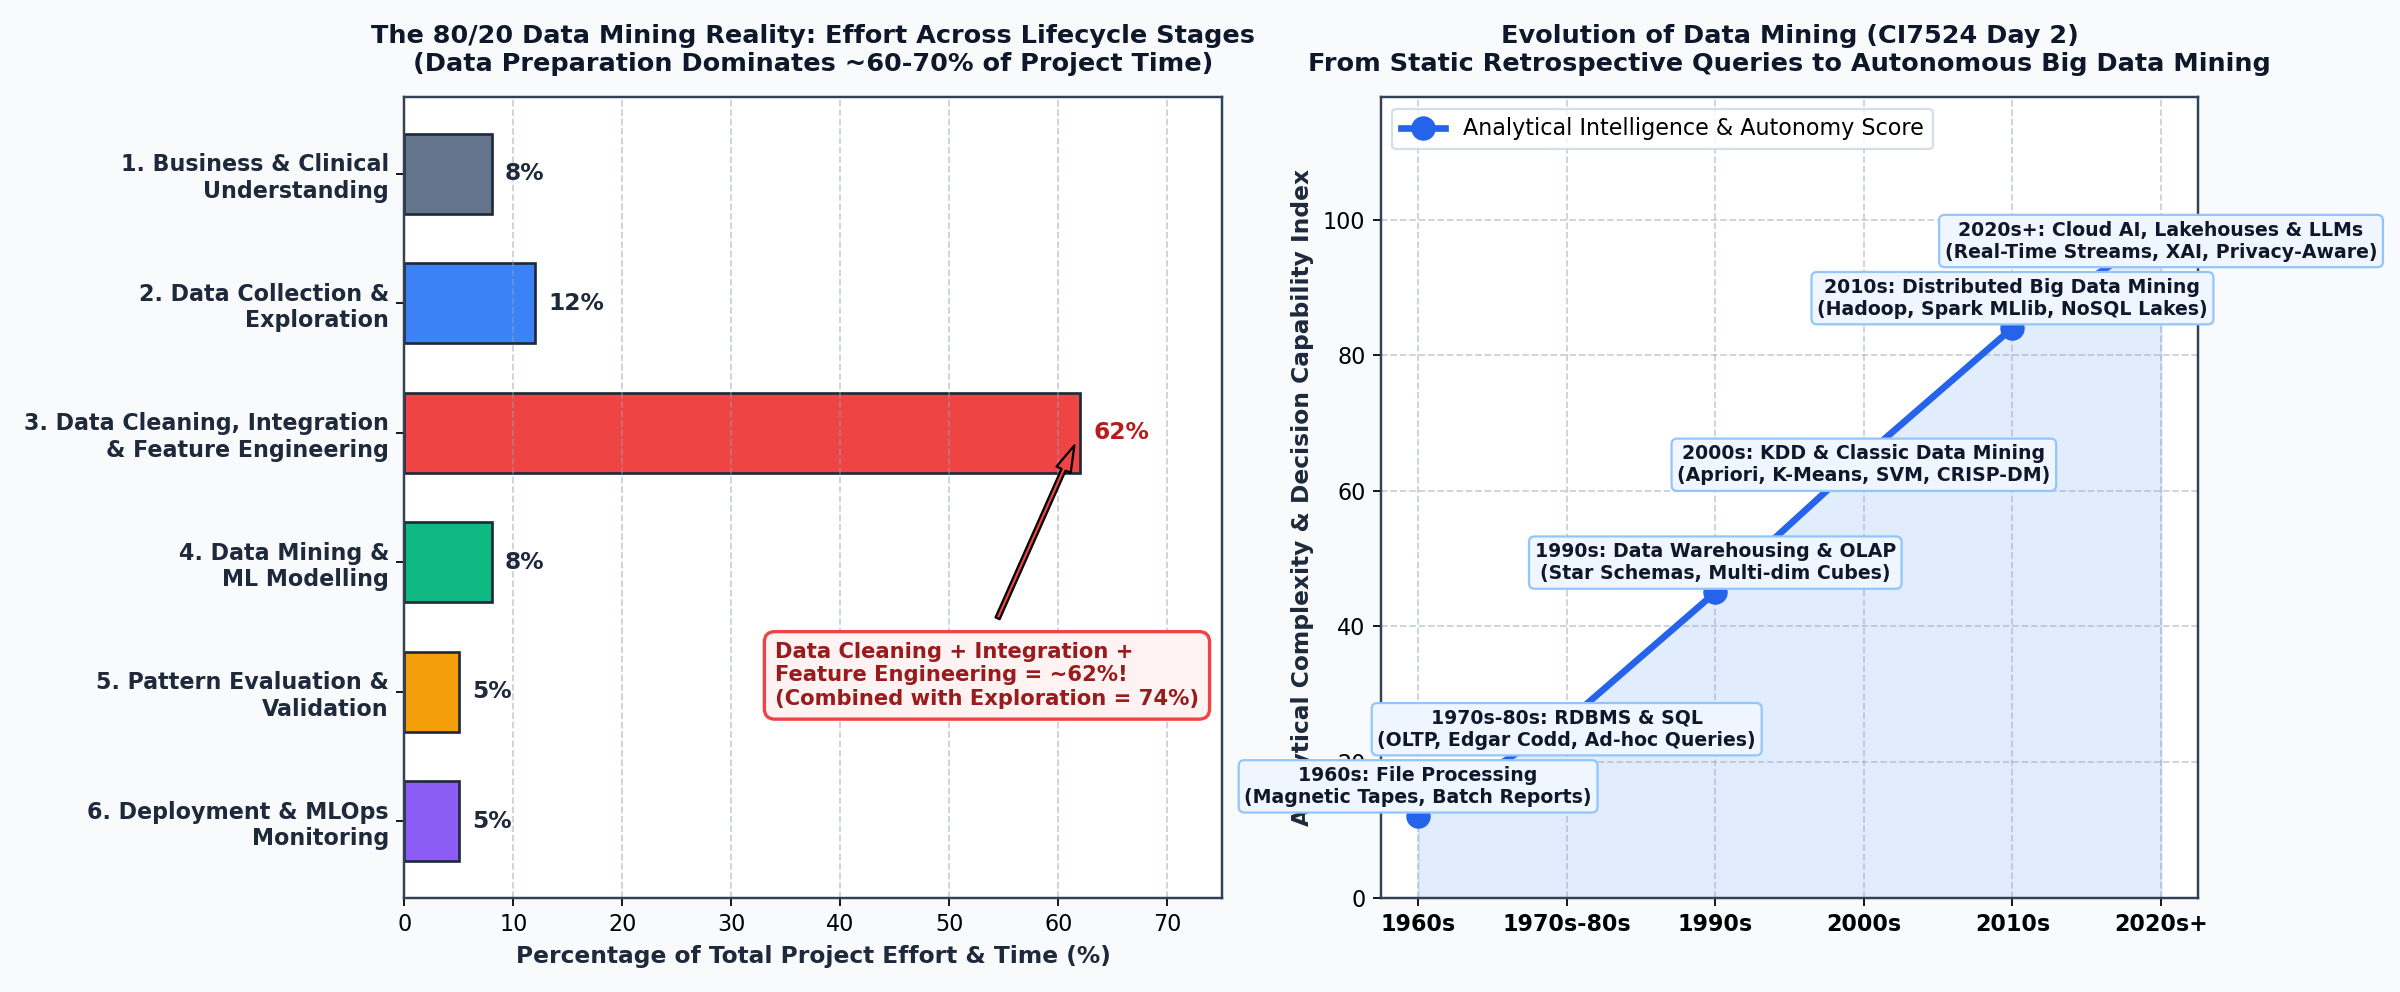 The 80/20 Data Mining Reality: Effort Across Lifecycle Stages
(Data Preparation Dominates ~60-70% of Project Time)
1. Business & Clinical
Understanding
8%
2. Data Collection &
Exploration
12%
3. Data Cleaning, Integration
& Feature Engineering
62%
4. Data Mining &
ML Modelling
8%
Data Cleaning + Integration +
Feature Engineering = ~62%!
(Combined with Exploration = 74%)
5. Pattern Evaluation &
Validation
5%
6. Deployment & MLOps
Monitoring
5%
0 10 20 30 40 50 60 70
Percentage of Total Project Effort & Time (%)
Evolution of Data Mining (CI7524 Day 2)
From Static Retrospective Queries to Autonomous Big Data Mining
Analytical Intelligence & Autonomy Score
Complexity & Decision Capability Index
100
80
60
40
0
2020s+: Cloud AI, Lakehouses & LLMs
(Real-Time Streams, XAI, Privacy-Aware)
2010s: Distributed Big Data Mining
(Hadoop, Spark MLlib, NoSQL Lakes)
2000s: KDD & Classic Data Mining
(Apriori, K-Means, SVM, CRISP-DM)
1990s: Data Warehousing & OLAP
(Star Schemas, Multi-dim Cubes)
1970s-80s: RDBMS & SQL
(OLTP, Edgar Codd, Ad-hoc Queries)
1960s: File Processing
(Magnetic Tapes, Batch Reports)
1960s 1970s-80s 1990s 2000s 2010s 2020s+